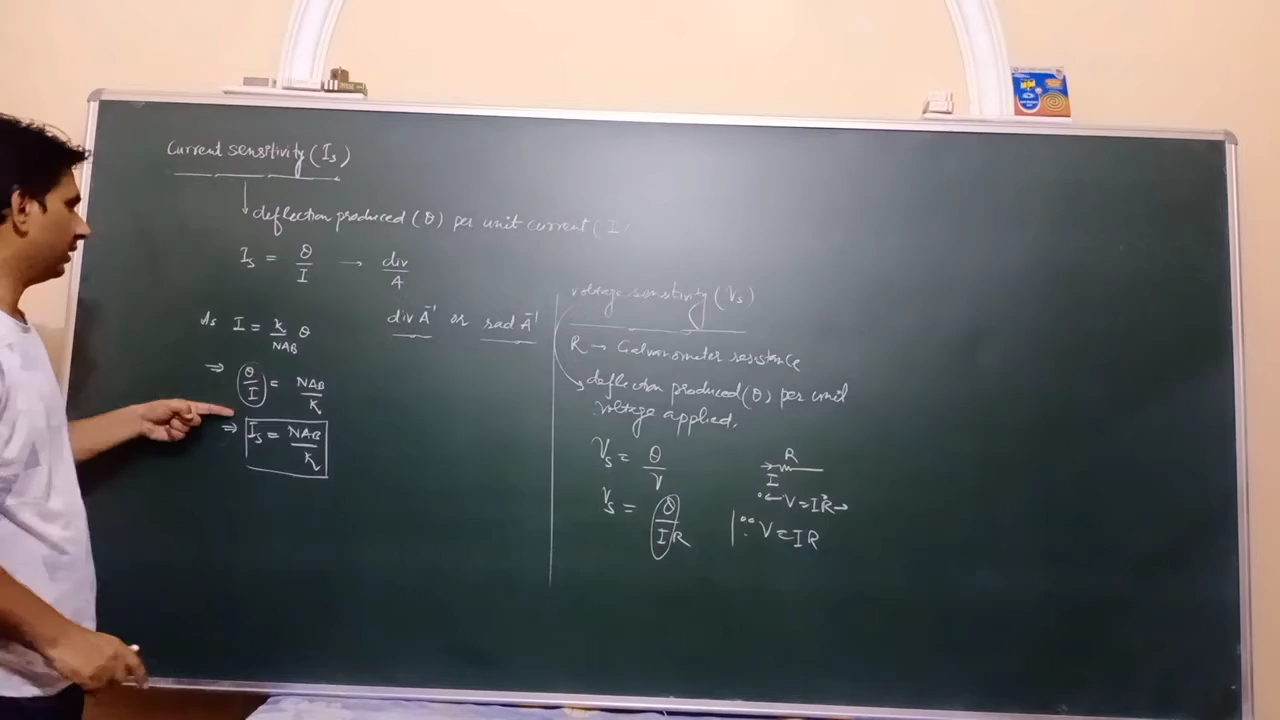 Current sensitivity (Is)
deflection produced (θ) per unit current (I
Is = θ/I → div/A
As I = k/NAB θ
div A⁻¹ or rad A⁻¹
⇒ θ/I = NAB/k
⇒ Is = NAB/k
voltage sensitivity (Vs)
R → Galvanometer resistance
deflection produced (θ) per unit
voltage applied.
Vs = θ/V
Vs = θ/IR
R
I
V = IR
∵ V = IR